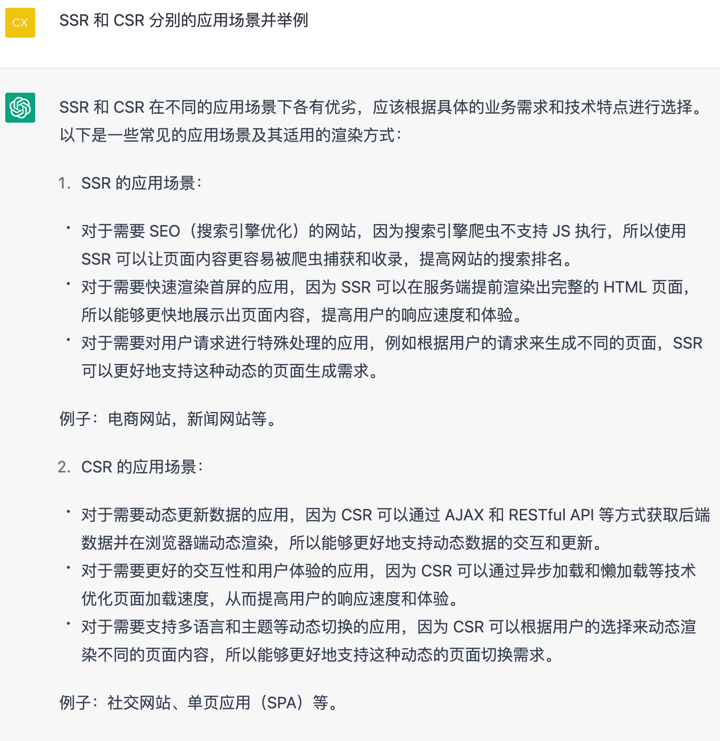 CX
SSR 和 CSR 分别的应用场景并举例
SSR 和 CSR 在不同的应用场景下各有优劣，应该根据具体的业务需求和技术特点进行选择。
以下是一些常见的应用场景及其适用的渲染方式：
1. SSR 的应用场景：
· 对于需要 SEO（搜索引擎优化）的网站，因为搜索引擎爬虫不支持 JS 执行，所以使用
SSR 可以让页面内容更容易被爬虫捕获和收录，提高网站的搜索排名。
· 对于需要快速渲染首屏的应用，因为 SSR 可以在服务端提前渲染出完整的 HTML 页面，
所以能够更快地展示出页面内容，提高用户的响应速度和体验。
· 对于需要对用户请求进行特殊处理的应用，例如根据用户的请求来生成不同的页面，SSR
可以更好地支持这种动态的页面生成需求。
例子：电商网站，新闻网站等。
2. CSR 的应用场景：
· 对于需要动态更新数据的应用，因为 CSR 可以通过 AJAX 和 RESTful API 等方式获取后端
数据并在浏览器端动态渲染，所以能够更好地支持动态数据的交互和更新。
· 对于需要更好的交互性和用户体验的应用，因为 CSR 可以通过异步加载和懒加载等技术
优化页面加载速度，从而提高用户的响应速度和体验。
· 对于需要支持多语言和主题等动态切换的应用，因为 CSR 可以根据用户的选择来动态渲
染不同的页面内容，所以能够更好地支持这种动态的页面切换需求。
例子：社交网站、单页应用（SPA）等。